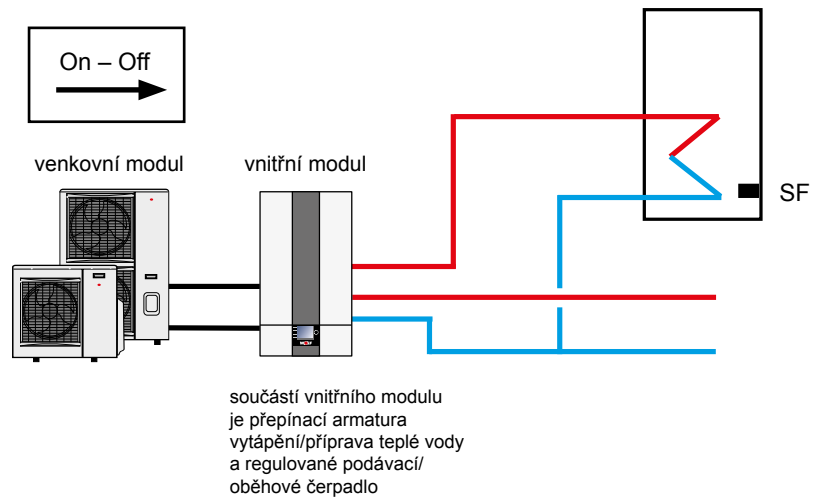 On – Off
venkovní modul
vnitřní modul
SF
WOLF
součástí vnitřního modulu
je přepínací armatura
vytápění/příprava teplé vody
a regulované podávací/
oběhové čerpadlo